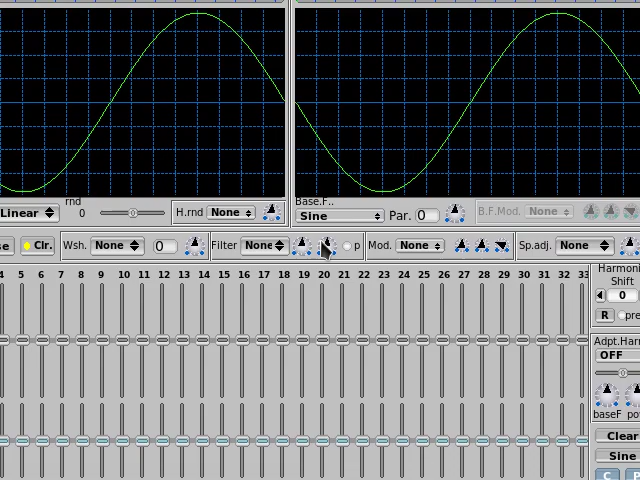 rnd
Base.F..
Linear 0 H.rnd None Sine Par. 0 B.F.Mod. None
Clr. Wsh. None 0 Filter None p Mod. None Sp.adj. None
4 5 6 7 8 9 10 11 12 13 14 15 16 17 18 19 20 21 22 23 24 25 26 27 28 29 30 31 32 33
Harmoni
Shift
0
R pre
Adpt.Harr
OFF
baseF po
Clear
Sine
C